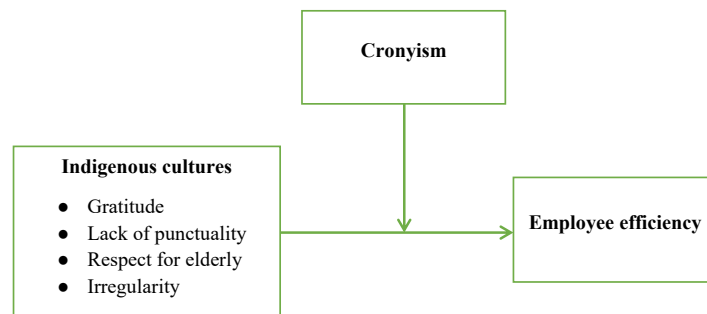 Cronyism
Indigenous cultures
● Gratitude
● Lack of punctuality
● Respect for elderly
● Irregularity
Employee efficiency